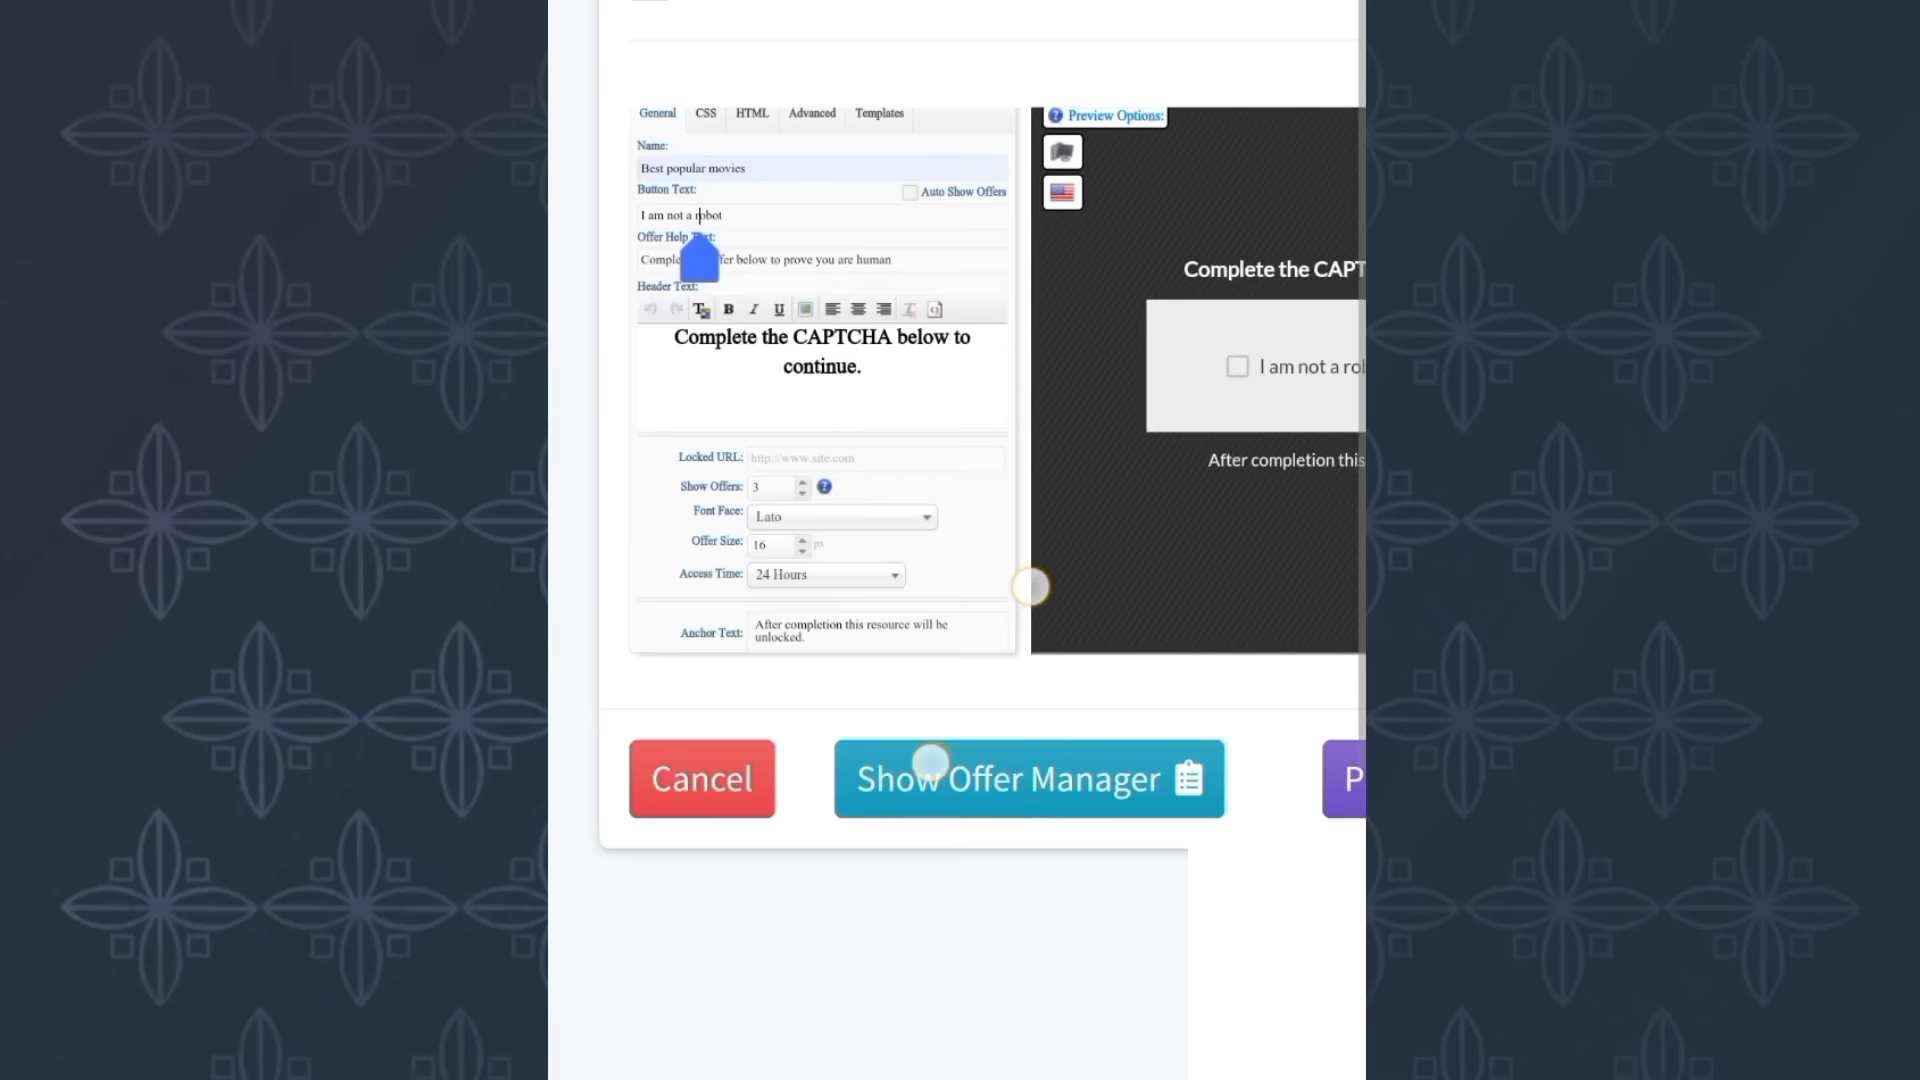 General CSS HTML Advanced Templates
Name:
Best popular movies
Button Text:
Auto Show Offers
I am not a robot
Offer Help Text:
below to prove you are human
Header Text:
Complete the CAPTCHA below to
continue.
Locked URL: http://www.site.com
Show Offers: 3
Font Face: Lato
Offer Size: 16 px
Access Time: 24 Hours
Anchor Text: After completion this resource will be
unlocked.
Preview Options:
Complete the CAPT
I am not a ro
After completion this
Cancel
Show Offer Manager
P